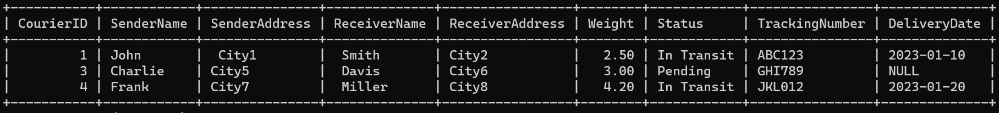 +----------+------------+---------------+--------------+-----------------+--------+------------+----------------+--------------+
| CourierID | SenderName | SenderAddress | ReceiverName | ReceiverAddress | Weight | Status     | TrackingNumber | DeliveryDate |
+----------+------------+---------------+--------------+-----------------+--------+------------+----------------+--------------+
|         1 | John       |  City1        |  Smith       | City2           |   2.50 | In Transit | ABC123         | 2023-01-10   |
|         3 | Charlie    | City5         |  Davis       | City6           |   3.00 | Pending    | GHI789         | NULL         |
|         4 | Frank      | City7         |  Miller      | City8           |   4.20 | In Transit | JKL012         | 2023-01-20   |
+----------+------------+---------------+--------------+-----------------+--------+------------+----------------+--------------+